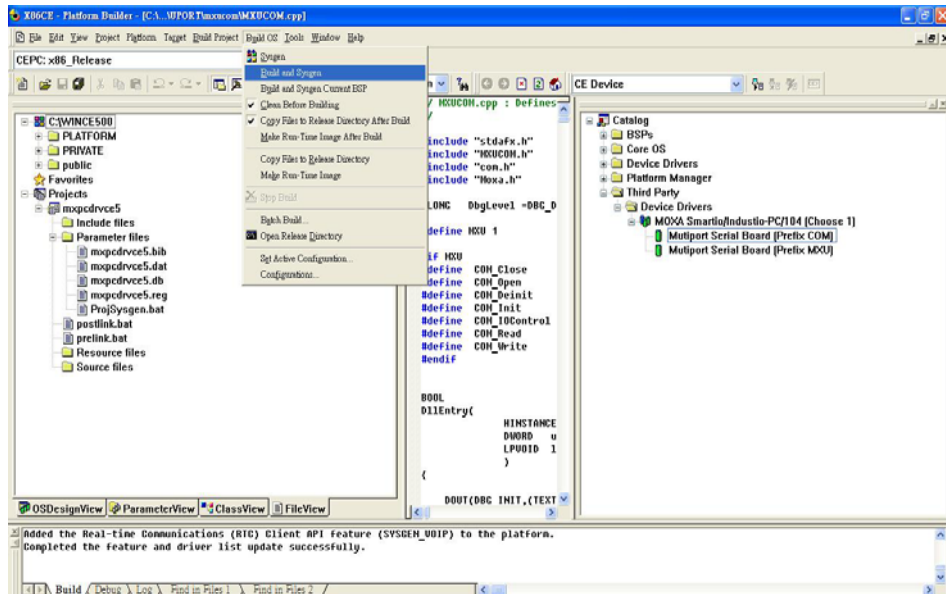 X86CE - Platform Builder - [C:\...\UPORT\mxucom\MXUCOM.cpp]
File Edit View Project Platform Target Build Project Build OS Tools Window Help
CEPC: x86_Release
CE Device
Sysgen
Build and Sysgen
Build and Sysgen Current BSP
Clean Before Building
Copy Files to Release Directory After Build
Make Run-Time Image After Build
Copy Files to Release Directory
Make Run-Time Image
Stop Build
Batch Build...
Open Release Directory
Set Active Configuration...
Configurations...
C:\WINCE500
PLATFORM
PRIVATE
public
Favorites
Projects
mxpcdrvce5
Include files
Parameter files
mxpcdrvce5.bib
mxpcdrvce5.dat
mxpcdrvce5.db
mxpcdrvce5.reg
ProjSysgen.bat
postlink.bat
prelink.bat
Resource files
Source files
/ MXUCOM.cpp : Defines
/
include "stdafx.h"
include "MXUCOM.h"
include "com.h"
include "Moxa.h"
LONG DbgLevel =DBG_D
define MXU 1
if MXU
define COM_Close
define COM_Open
#define COM_Deinit
#define COM_Init
#define COM_IOControl
#define COM_Read
#define COM_Write
#endif
BOOL
DllEntry(
HINSTANCE
DWORD u
LPVOID l
)
{
DOUT(DBG_INIT,(TEXT
Catalog
BSPs
Core OS
Device Drivers
Platform Manager
Third Party
Device Drivers
MOXA Smartio/Industio-PC/104 (Choose 1)
Mutiport Serial Board [Prefix COM]
Mutiport Serial Board [Prefix MXU]
OSDesignView ParameterView ClassView FileView
Added the Real-time Communications (RTC) Client API feature (SYSGEN_VOIP) to the platform.
Completed the feature and driver list update successfully.
Build Debug Log Find in Files 1 Find in Files 2